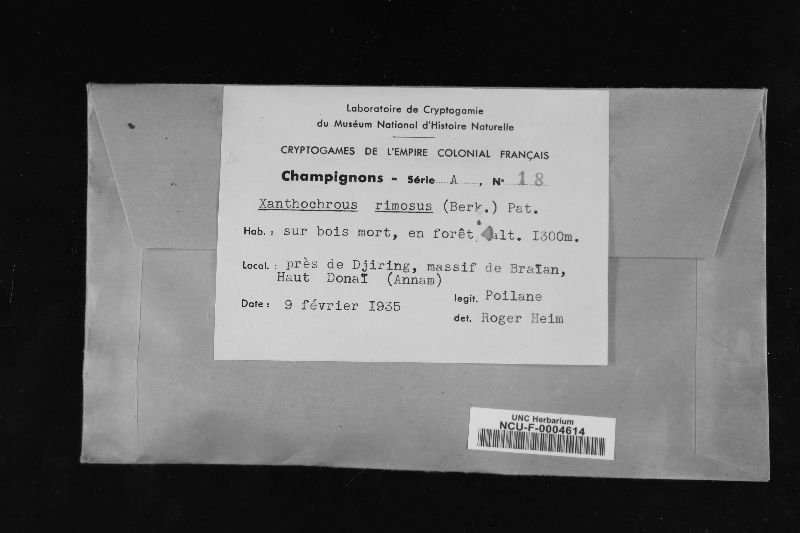 Laboratoire de Cryptogamie
du Muséum National d'Histoire Naturelle
CRYPTOGAMES DE L'EMPIRE COLONIAL FRANÇAIS
Champignons - Série A, N° 18
Xanthochrous rimosus (Berk.) Pat.
Hab. : sur bois mort, en forêt, alt. I300m.
Local. : près de Djiring, massif de Braïan,
Haut Donaï (Annam)
legit. Poilane
Date : 9 février I935
det. Roger Heim
UNC Herbarium
NCU-F-0004614